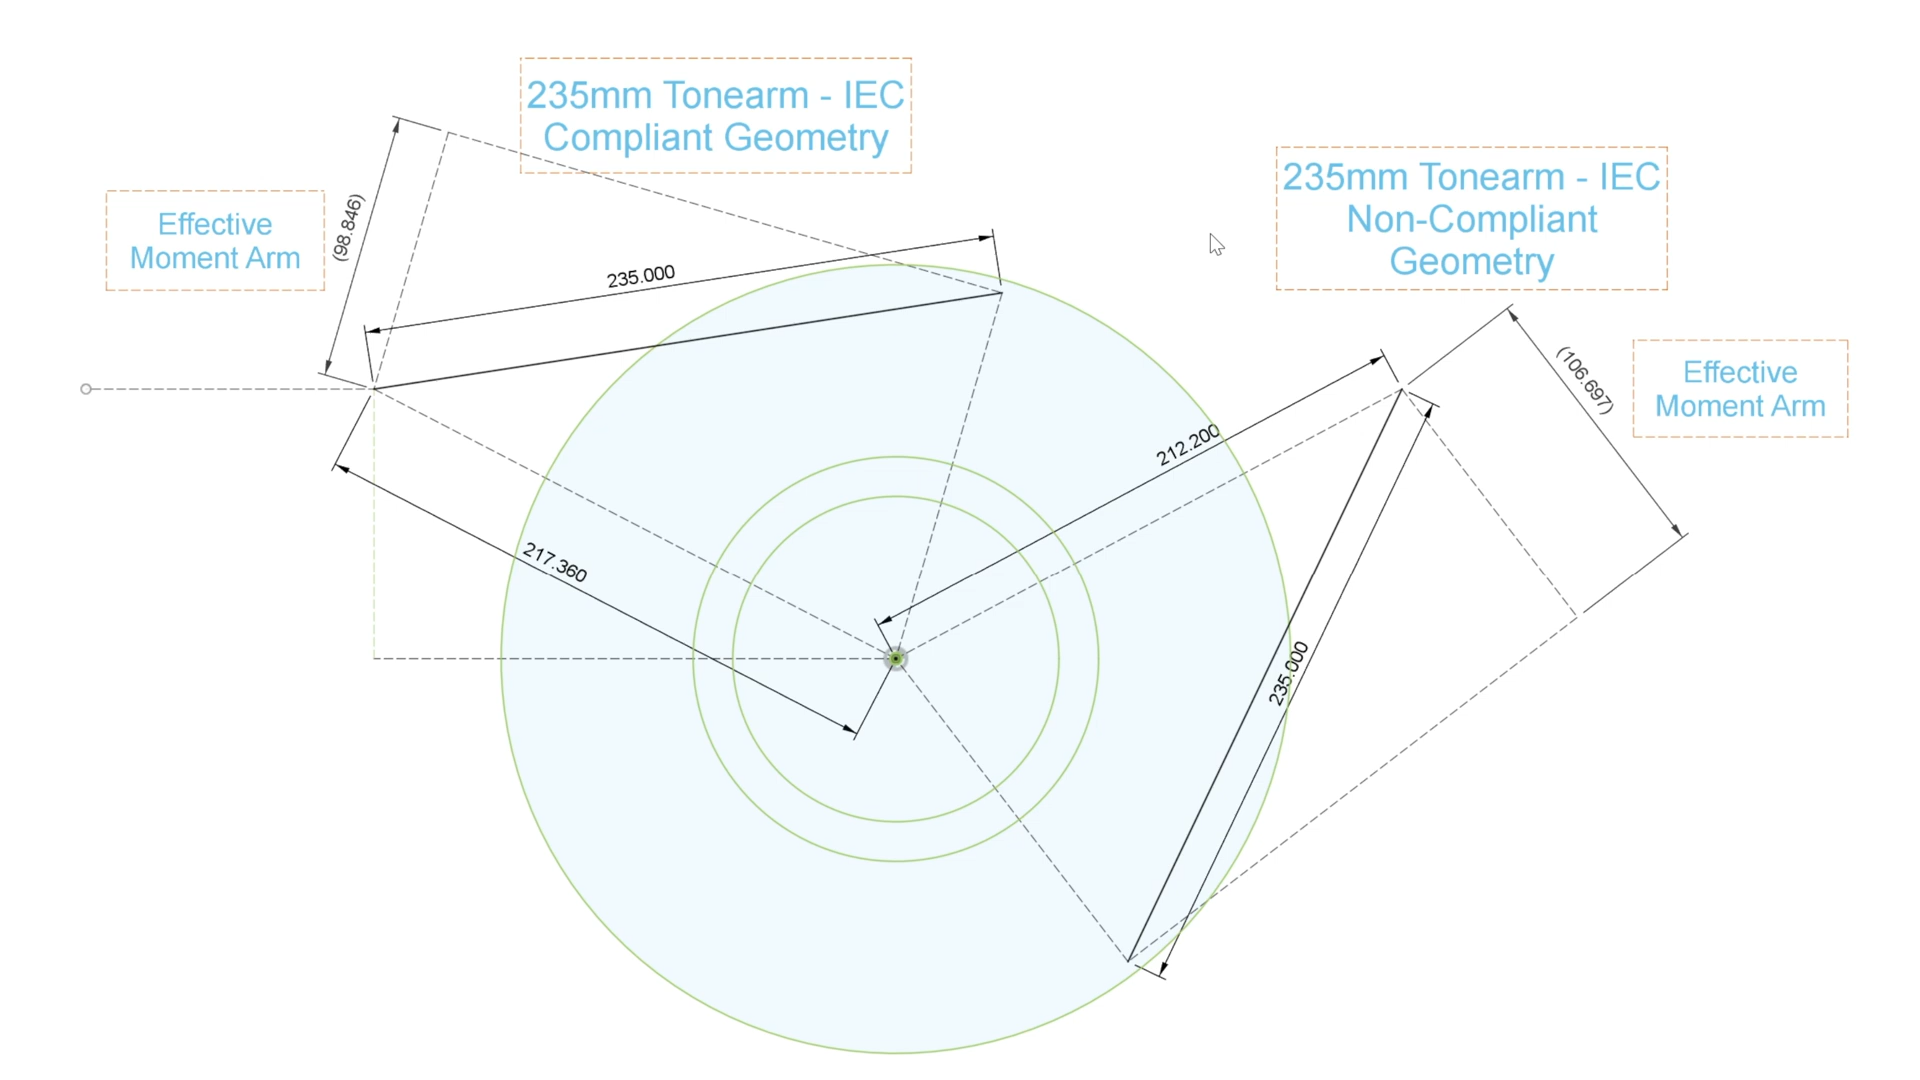 235mm Tonearm - IEC
Compliant Geometry
235mm Tonearm - IEC
Non-Compliant
Geometry
Effective
Moment Arm
(98.846)
235.000
Effective
Moment Arm
(106.697)
212.200
217.360
235.000